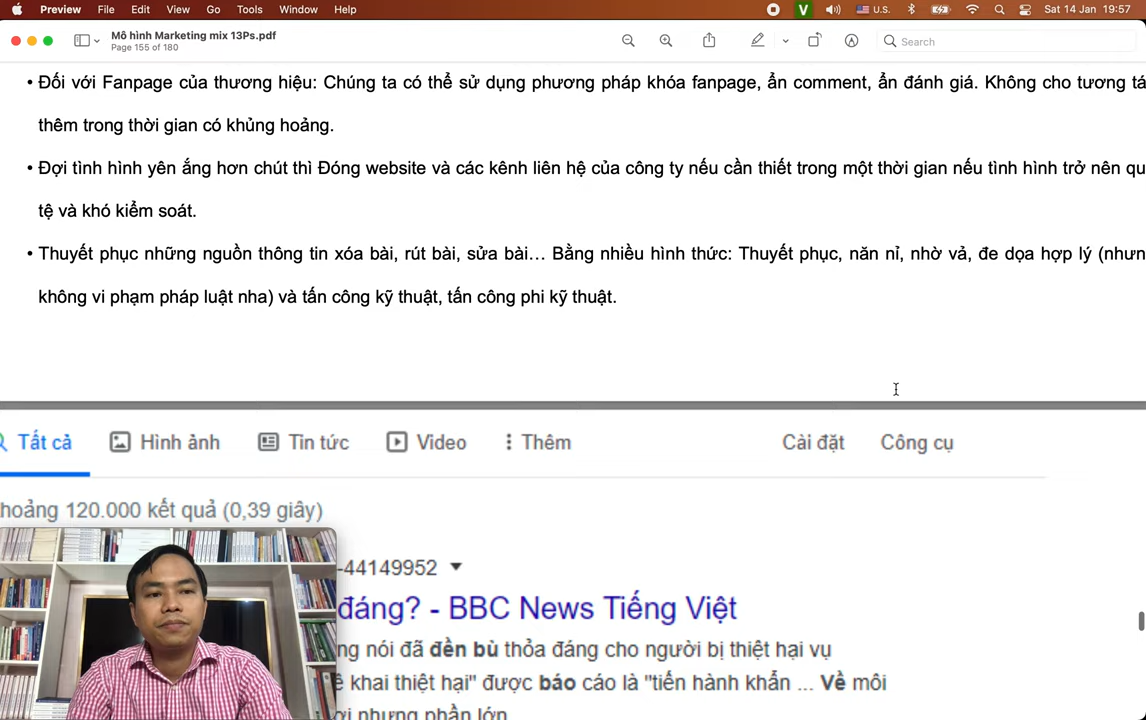 Preview File Edit View Go Tools Window Help V U.S. Sat 14 Jan 19:57
Mô hình Marketing mix 13Ps.pdf
Page 155 of 180
Search
• Đối với Fanpage của thương hiệu: Chúng ta có thể sử dụng phương pháp khóa fanpage, ẩn comment, ẩn đánh giá. Không cho tương tá
thêm trong thời gian có khủng hoảng.
• Đợi tình hình yên ắng hơn chút thì Đóng website và các kênh liên hệ của công ty nếu cần thiết trong một thời gian nếu tình hình trở nên qu
tệ và khó kiểm soát.
• Thuyết phục những nguồn thông tin xóa bài, rút bài, sửa bài… Bằng nhiều hình thức: Thuyết phục, năn nỉ, nhờ vả, đe dọa hợp lý (nhưn
không vi phạm pháp luật nha) và tấn công kỹ thuật, tấn công phi kỹ thuật.
Tất cả Hình ảnh Tin tức Video Thêm Cài đặt Công cụ
hoảng 120.000 kết quả (0,39 giây)
-44149952
đáng? - BBC News Tiếng Việt
ng nói đã đền bù thỏa đáng cho người bị thiệt hại vụ
ê khai thiệt hại" được báo cáo là "tiến hành khẩn ... Về môi
ơi nhưng phần lớn